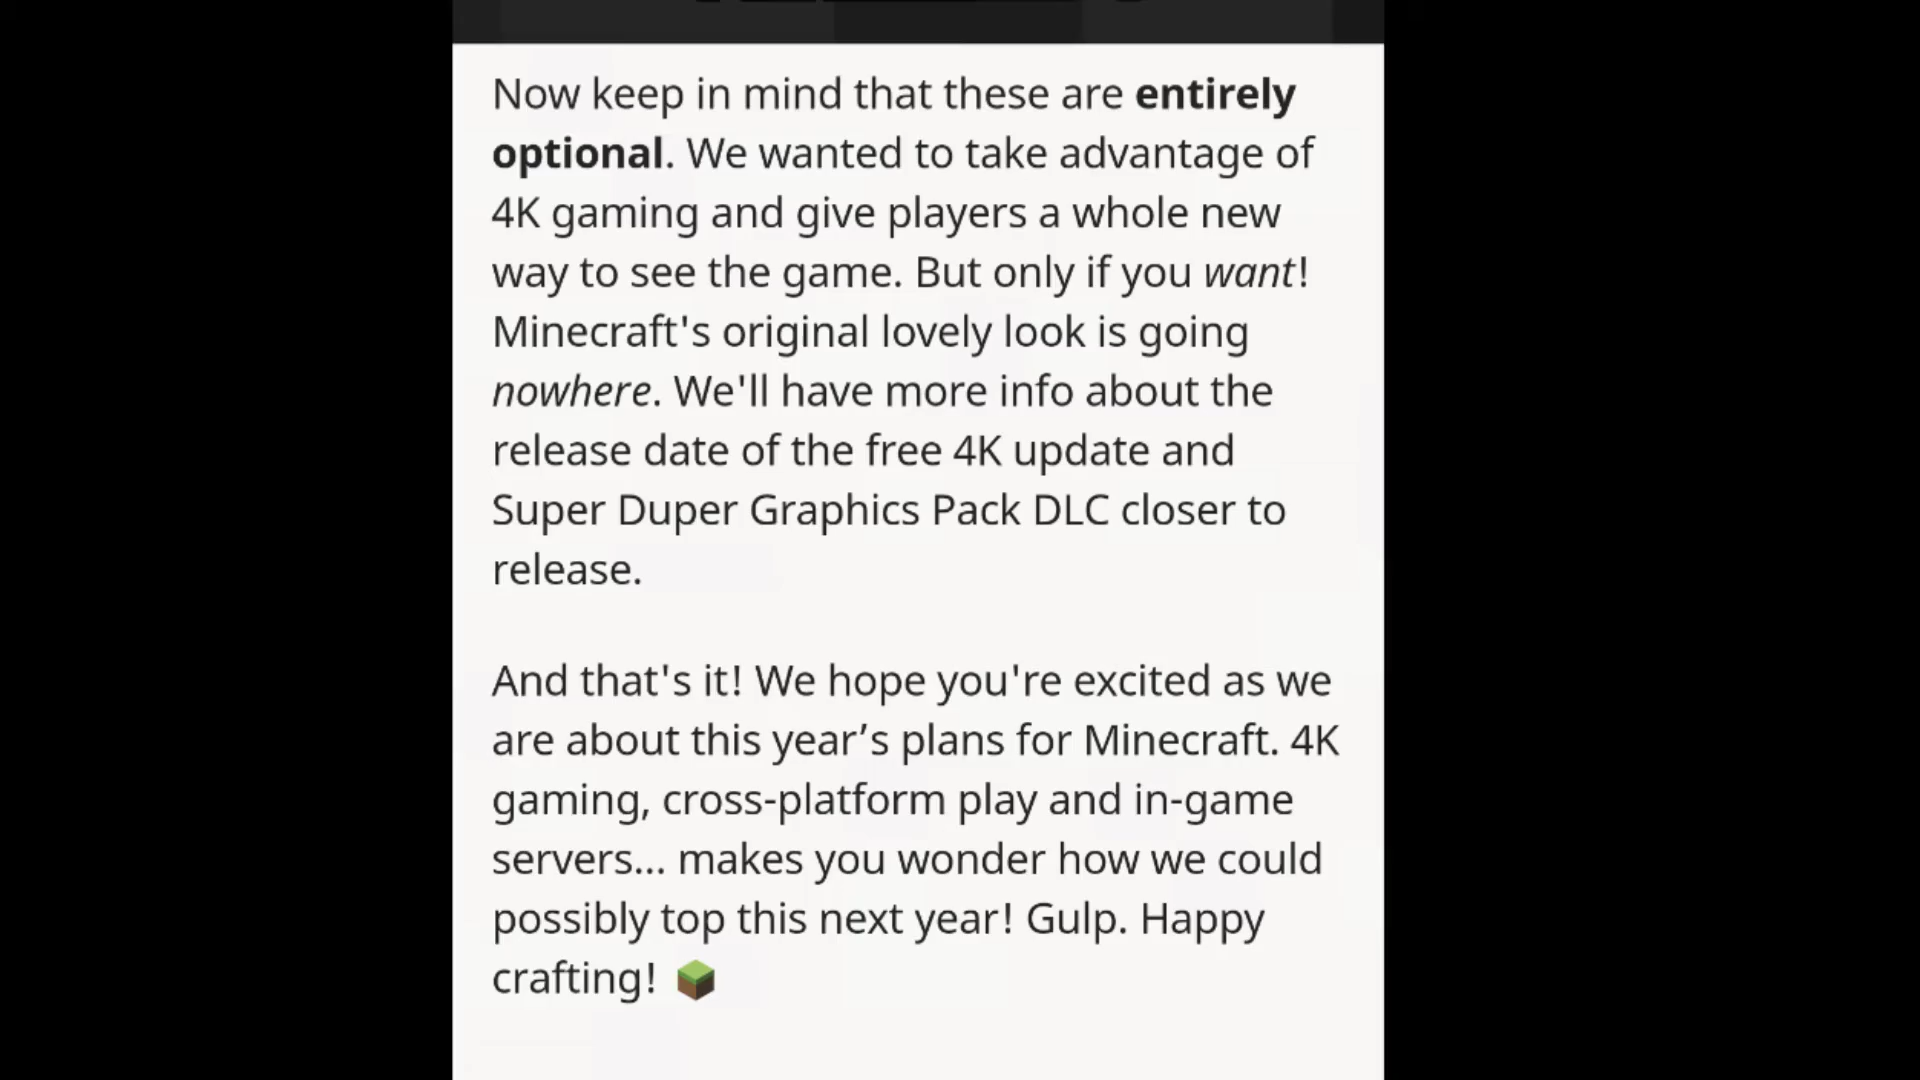 Now keep in mind that these are entirely
optional. We wanted to take advantage of
4K gaming and give players a whole new
way to see the game. But only if you want!
Minecraft's original lovely look is going
nowhere. We'll have more info about the
release date of the free 4K update and
Super Duper Graphics Pack DLC closer to
release.
And that's it! We hope you're excited as we
are about this year’s plans for Minecraft. 4K
gaming, cross-platform play and in-game
servers... makes you wonder how we could
possibly top this next year! Gulp. Happy
crafting!